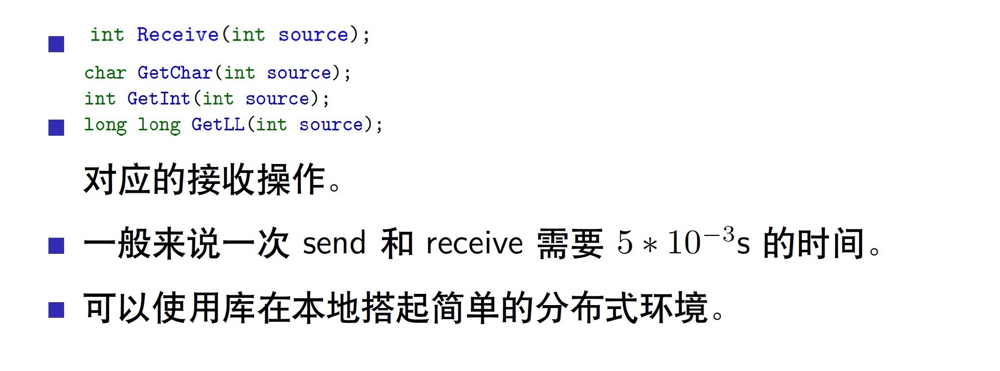 int Receive(int source);
char GetChar(int source);
int GetInt(int source);
long long GetLL(int source);
对应的接收操作。
一般来说一次 send 和 receive 需要 5 * 10⁻³s 的时间。
可以使用库在本地搭起简单的分布式环境。